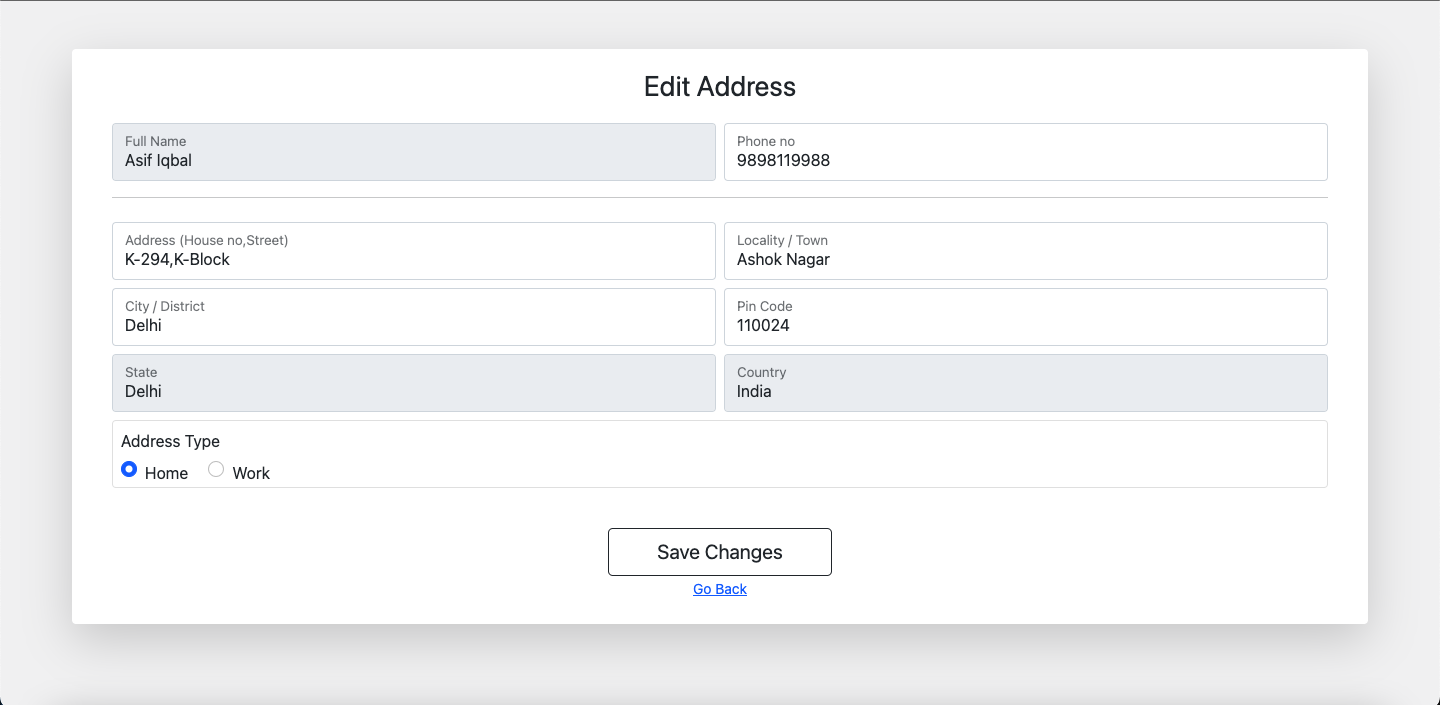 Edit Address
Full Name
Asif Iqbal
Phone no
9898119988
Address (House no,Street)
K-294,K-Block
Locality / Town
Ashok Nagar
City / District
Delhi
Pin Code
110024
State
Delhi
Country
India
Address Type
Home Work
Save Changes
Go Back